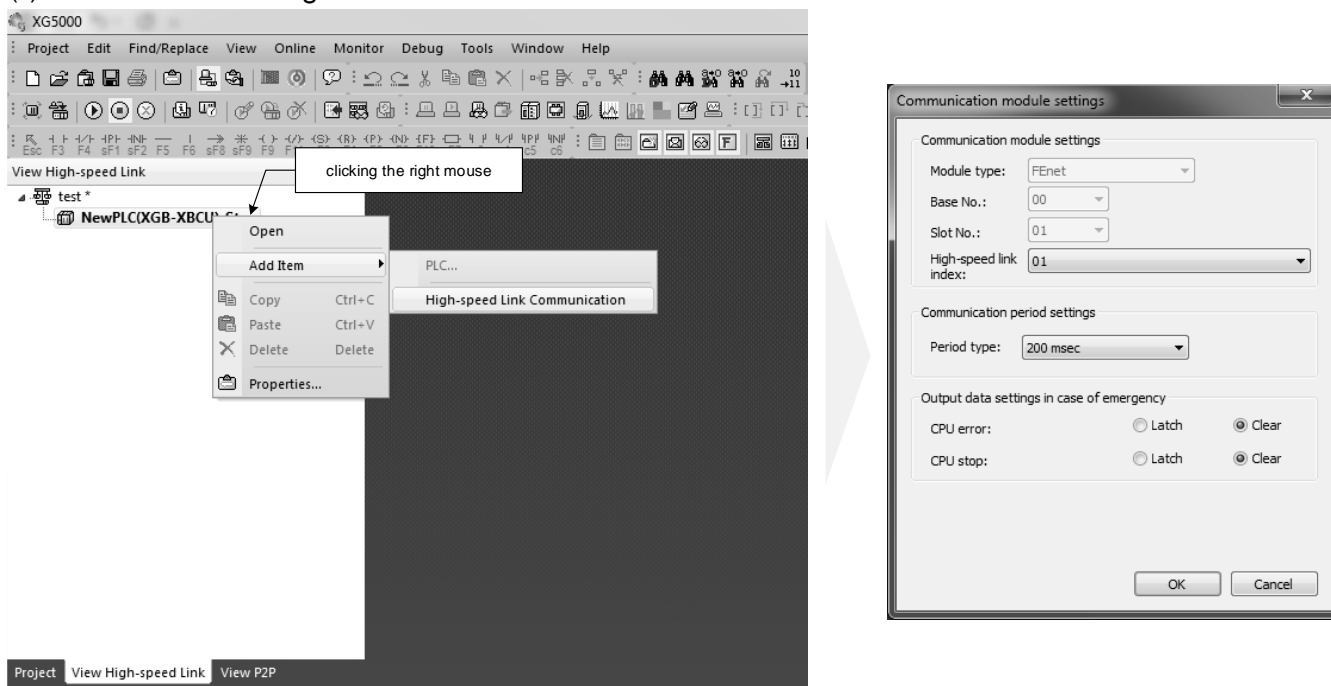 XG5000
Project Edit Find/Replace View Online Monitor Debug Tools Window Help
Esc F3 F4 sF1 sF2 F5 F6 sF8 sF9 F9
c5 c6
clicking the right mouse
View High-speed Link
test *
NewPLC(XGB-XBCU)
Open
Add Item
PLC...
High-speed Link Communication
Copy Ctrl+C
Paste Ctrl+V
Delete Delete
Properties...
Project View High-speed Link View P2P
Communication module settings
Communication module settings
Module type: FEnet
Base No.: 00
Slot No.: 01
High-speed link index: 01
Communication period settings
Period type: 200 msec
Output data settings in case of emergency
CPU error: Latch Clear
CPU stop: Latch Clear
OK Cancel